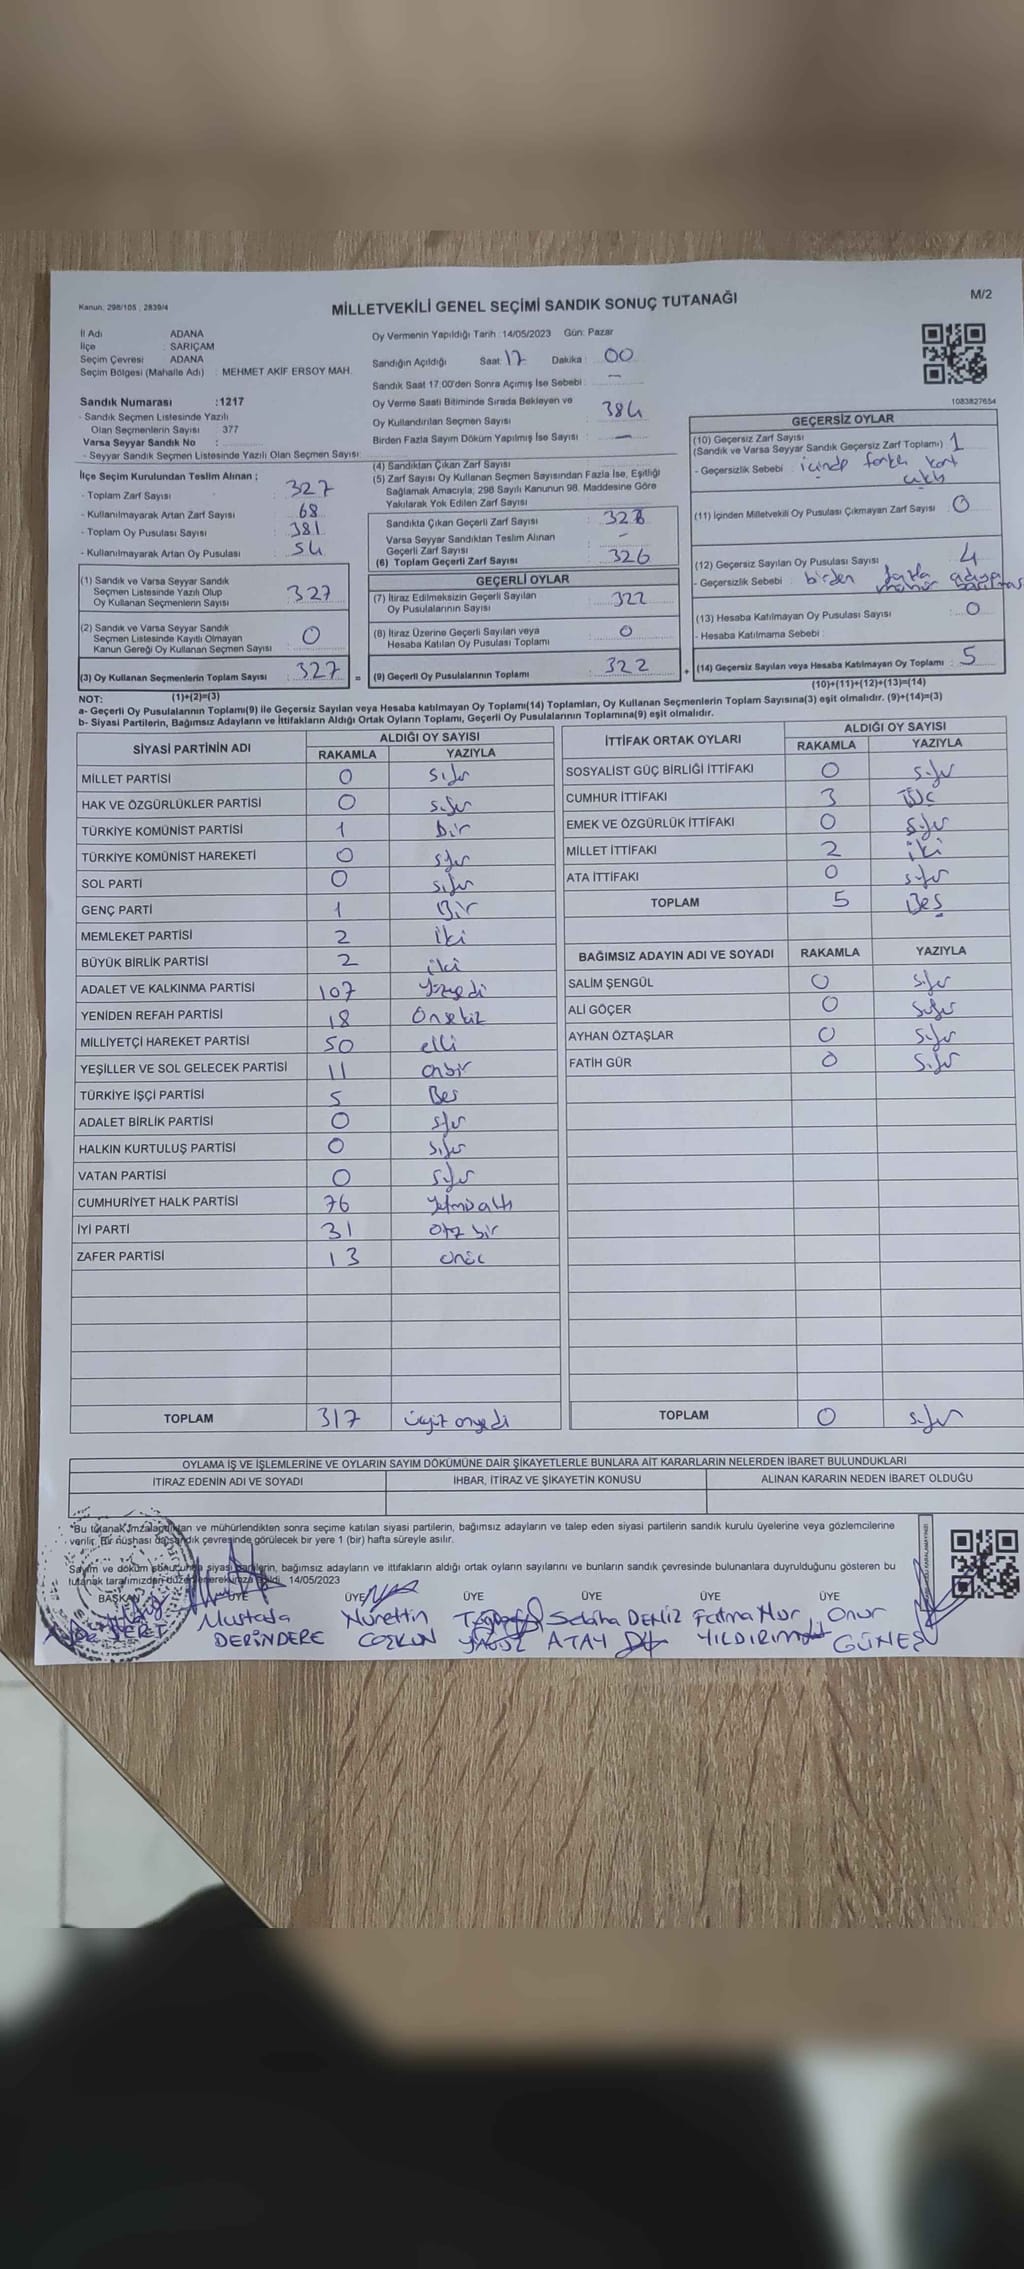 Kanun, 298/105 ; 2839/4
MİLLETVEKİLİ GENEL SEÇİMİ SANDIK SONUÇ TUTANAĞI
M/2
İl Adı ADANA
İlçe : SARIÇAM
Seçim Çevresi : ADANA
Seçim Bölgesi (Mahalle Adı) : MEHMET AKİF ERSOY MAH.
Sandık Numarası :1217
- Sandık Seçmen Listesinde Yazılı
Olan Seçmenlerin Sayısı : 377
Varsa Seyyar Sandık No :
- Seyyar Sandık Seçmen Listesinde Yazılı Olan Seçmen Sayısı:
Oy Vermenin Yapıldığı Tarih : 14/05/2023 Gün: Pazar
Sandığın Açıldığı Saat: 17 Dakika : 00
Sandık Saat 17:00'den Sonra Açımış İse Sebebi : —
Oy Verme Saati Bitiminde Sırada Bekleyen ve
Oy Kullandırılan Seçmen Sayısı : 384
Birden Fazla Sayım Döküm Yapılmış İse Sayısı : —
1083827654
İlçe Seçim Kurulundan Teslim Alınan ;
- Toplam Zarf Sayısı : 327
- Kullanılmayarak Artan Zarf Sayısı : 68
- Toplam Oy Pusulası Sayısı : 381
- Kullanılmayarak Artan Oy Pusulası : 54
(1) Sandık ve Varsa Seyyar Sandık
Seçmen Listesinde Yazılı Olup
Oy Kullanan Seçmenlerin Sayısı : 327
(2) Sandık ve Varsa Seyyar Sandık
Seçmen Listesinde Kayıtlı Olmayan
Kanun Gereği Oy Kullanan Seçmen Sayısı : 0
(3) Oy Kullanan Seçmenlerin Toplam Sayısı : 327 =
(4) Sandıktan Çıkan Zarf Sayısı :
(5) Zarf Sayısı Oy Kullanan Seçmen Sayısından Fazla İse, Eşitliği
Sağlamak Amacıyla; 298 Sayılı Kanunun 98. Maddesine Göre
Yakılarak Yok Edilen Zarf Sayısı
Sandıkta Çıkan Geçerli Zarf Sayısı : 326
Varsa Seyyar Sandıktan Teslim Alınan
Geçerli Zarf Sayısı : -
(6) Toplam Geçerli Zarf Sayısı : 326
GEÇERLİ OYLAR
(7) İtiraz Edilmeksizin Geçerli Sayılan
Oy Pusulalarının Sayısı : 322
(8) İtiraz Üzerine Geçerli Sayılan veya
Hesaba Katılan Oy Pusulası Toplamı : 0
(9) Geçerli Oy Pusulalarının Toplamı : 322 +
GEÇERSİZ OYLAR
(10) Geçersiz Zarf Sayısı
(Sandık ve Varsa Seyyar Sandık Geçersiz Zarf Toplamı) : 1
- Geçersizlik Sebebi : içinde farklı kart
çıktı
(11) İçinden Milletvekili Oy Pusulası Çıkmayan Zarf Sayısı : 0
(12) Geçersiz Sayılan Oy Pusulası Sayısı : 4
- Geçersizlik Sebebi : birden fazla
(13) Hesaba Katılmayan Oy Pusulası Sayısı : 0
- Hesaba Katılmama Sebebi :
(14) Geçersiz Sayılan veya Hesaba Katılmayan Oy Toplamı : 5
NOT: (1)+(2)=(3)
(10)+(11)+(12)+(13)=(14)
a- Geçerli Oy Pusulalarının Toplamı(9) ile Geçersiz Sayılan veya Hesaba katılmayan Oy Toplamı(14) Toplamları, Oy Kullanan Seçmenlerin Toplam Sayısına(3) eşit olmalıdır. (9)+(14)=(3)
b- Siyasi Partilerin, Bağımsız Adayların ve İttifakların Aldığı Ortak Oyların Toplamı, Geçerli Oy Pusulalarının Toplamına(9) eşit olmalıdır.
SİYASİ PARTİNİN ADI ALDIĞI OY SAYISI
RAKAMLA YAZIYLA
MİLLET PARTİSİ 0 sıfır
HAK VE ÖZGÜRLÜKLER PARTİSİ 0 sıfır
TÜRKİYE KOMÜNİST PARTİSİ 1 bir
TÜRKİYE KOMÜNİST HAREKETİ 0 sıfır
SOL PARTİ 0 sıfır
GENÇ PARTİ 1 Bir
MEMLEKET PARTİSİ 2 İki
BÜYÜK BİRLİK PARTİSİ 2 iki
ADALET VE KALKINMA PARTİSİ 107 Yüzyedi
YENİDEN REFAH PARTİSİ 18 Onsekiz
MİLLİYETÇİ HAREKET PARTİSİ 50 elli
YEŞİLLER VE SOL GELECEK PARTİSİ 11 onbir
TÜRKİYE İŞÇİ PARTİSİ 5 Beş
ADALET BİRLİK PARTİSİ 0 sıfır
HALKIN KURTULUŞ PARTİSİ 0 sıfır
VATAN PARTİSİ 0 sıfır
CUMHURİYET HALK PARTİSİ 76 Yetmişaltı
İYİ PARTİ 31 Otuz bir
ZAFER PARTİSİ 13 onüç
TOPLAM 317 üçyüz onyedi
İTTİFAK ORTAK OYLARI ALDIĞI OY SAYISI
RAKAMLA YAZIYLA
SOSYALİST GÜÇ BİRLİĞİ İTTİFAKI 0 sıfır
CUMHUR İTTİFAKI 3 Üç
EMEK VE ÖZGÜRLÜK İTTİFAKI 0 sıfır
MİLLET İTTİFAKI 2 iki
ATA İTTİFAKI 0 sıfır
TOPLAM 5 Beş
BAĞIMSIZ ADAYIN ADI VE SOYADI RAKAMLA YAZIYLA
SALİM ŞENGÜL 0 sıfır
ALİ GÖÇER 0 sıfır
AYHAN ÖZTAŞLAR 0 sıfır
FATİH GÜR 0 sıfır
TOPLAM 0 sıfır
OYLAMA İŞ VE İŞLEMLERİNE VE OYLARIN SAYIM DÖKÜMÜNE DAİR ŞİKAYETLERLE BUNLARA AİT KARARLARIN NELERDEN İBARET BULUNDUKLARI
İTİRAZ EDENİN ADI VE SOYADI İHBAR, İTİRAZ VE ŞİKAYETİN KONUSU ALINAN KARARIN NEDEN İBARET OLDUĞU
*Bu tutanak imzalandıktan ve mühürlendikten sonra seçime katılan siyasi partilerin, bağımsız adayların ve talep eden siyasi partilerin sandık kurulu üyelerine veya gözlemcilerine
verilir. Bir nüshası da sandık çevresinde görülecek bir yere 1 (bir) hafta süreyle asılır.
Sayım ve döküm sonucunda siyasi partilerin, bağımsız adayların ve ittifakların aldığı ortak oyların sayılarını ve bunların sandık çevresinde bulunanlara duyrulduğunu gösteren bu
tutanak tarafımızdan düzenlenerek imza edildi. 14/05/2023
BAŞKAN ÜYE ÜYE ÜYE ÜYE ÜYE ÜYE
Mustafa Nurettin Seliha DENİZ Fatma Nur Onur
DERİNDERE COŞKUN YAĞIZ ATAY YILDIRIM GÜNEŞ